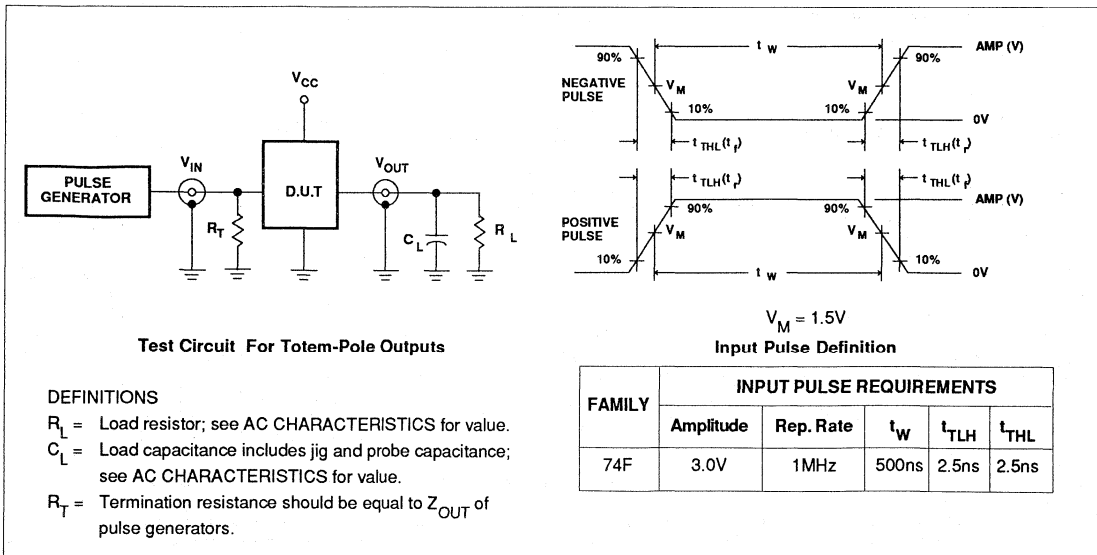 V_CC
PULSE
GENERATOR
V_IN
D.U.T
V_OUT
R_T
C_L
R_L
Test Circuit For Totem-Pole Outputs
t_W
AMP (V)
90%
90%
NEGATIVE
PULSE
V_M
V_M
10%
10%
0V
t_THL(t_f)
t_TLH(t_r)
t_TLH(t_r)
t_THL(t_f)
AMP (V)
90%
90%
POSITIVE
PULSE
V_M
V_M
10%
10%
t_W
0V
V_M = 1.5V
Input Pulse Definition
DEFINITIONS
R_L = Load resistor; see AC CHARACTERISTICS for value.
C_L = Load capacitance includes jig and probe capacitance;
see AC CHARACTERISTICS for value.
R_T = Termination resistance should be equal to Z_OUT of
pulse generators.
FAMILY INPUT PULSE REQUIREMENTS
Amplitude Rep. Rate t_W t_TLH t_THL
74F 3.0V 1MHz 500ns 2.5ns 2.5ns